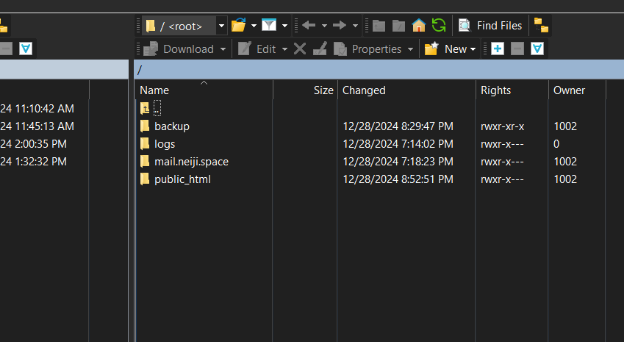 / <root>
Find Files
Download Edit Properties New
/
Name Size Changed Rights Owner
24 11:10:42 AM ..
24 11:45:13 AM backup 12/28/2024 8:29:47 PM rwxr-xr-x 1002
24 2:00:35 PM logs 12/28/2024 7:14:02 PM rwxr-x--- 0
24 1:32:32 PM mail.neiji.space 12/28/2024 7:18:23 PM rwxr-x--- 1002
public_html 12/28/2024 8:52:51 PM rwxr-x--- 1002